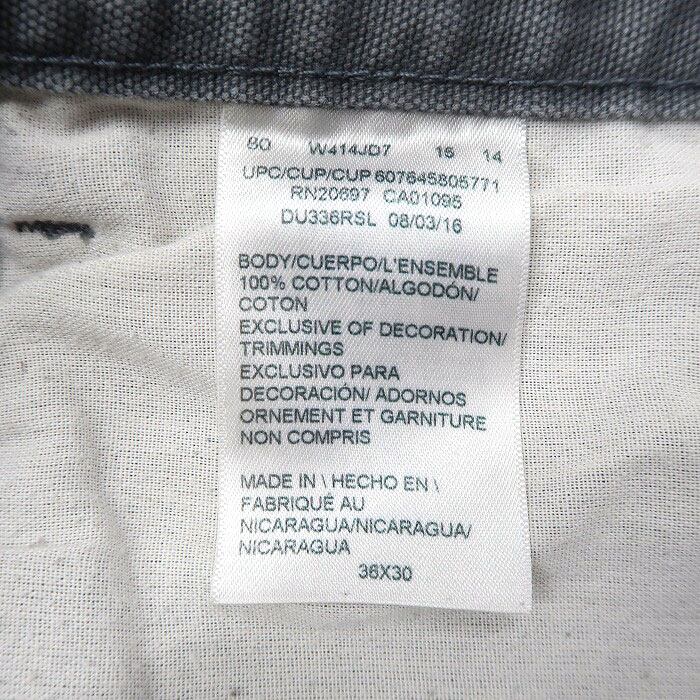 80 W414JD7 16 14
UPC/CUP/CUP 607645805771
RN20697 CA01095
DU336RSL 08/03/16
BODY/CUERPO/L'ENSEMBLE
100% COTTON/ALGODÓN/
COTON
EXCLUSIVE OF DECORATION/
TRIMMINGS
EXCLUSIVO PARA
DECORACIÓN/ ADORNOS
ORNEMENT ET GARNITURE
NON COMPRIS
MADE IN \ HECHO EN \
FABRIQUÉ AU
NICARAGUA/NICARAGUA/
NICARAGUA
36X30